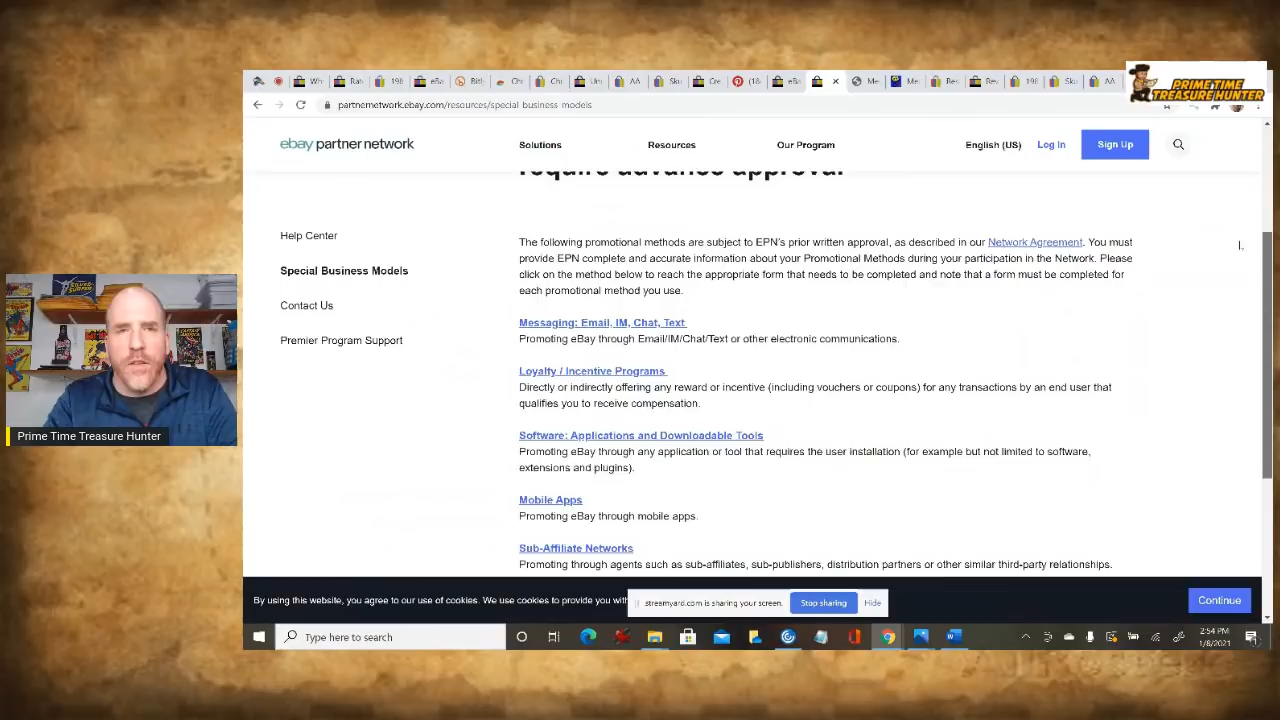 PRIME TIME
TREASURE HUNTER
partnernetwork.ebay.com/resources/special business models
ebay partner network
Solutions
Resources
Our Program
English (US)
Log In
Sign Up
require advance approval
Help Center
Special Business Models
Contact Us
Premier Program Support
The following promotional methods are subject to EPN's prior written approval, as described in our Network Agreement. You must
provide EPN complete and accurate information about your Promotional Methods during your participation in the Network. Please
click on the method below to reach the appropriate form that needs to be completed and note that a form must be completed for
each promotional method you use.
Messaging: Email, IM, Chat, Text
Promoting eBay through Email/IM/Chat/Text or other electronic communications.
Loyalty / Incentive Programs
Directly or indirectly offering any reward or incentive (including vouchers or coupons) for any transactions by an end user that
qualifies you to receive compensation.
Software: Applications and Downloadable Tools
Promoting eBay through any application or tool that requires the user installation (for example but not limited to software,
extensions and plugins).
Mobile Apps
Promoting eBay through mobile apps.
Sub-Affiliate Networks
Promoting through agents such as sub-affiliates, sub-publishers, distribution partners or other similar third-party relationships.
Prime Time Treasure Hunter
By using this website, you agree to our use of cookies. We use cookies to provide you with
streamyard.com is sharing your screen.
Stop sharing
Hide
Continue
Type here to search
2:54 PM
1/8/2021